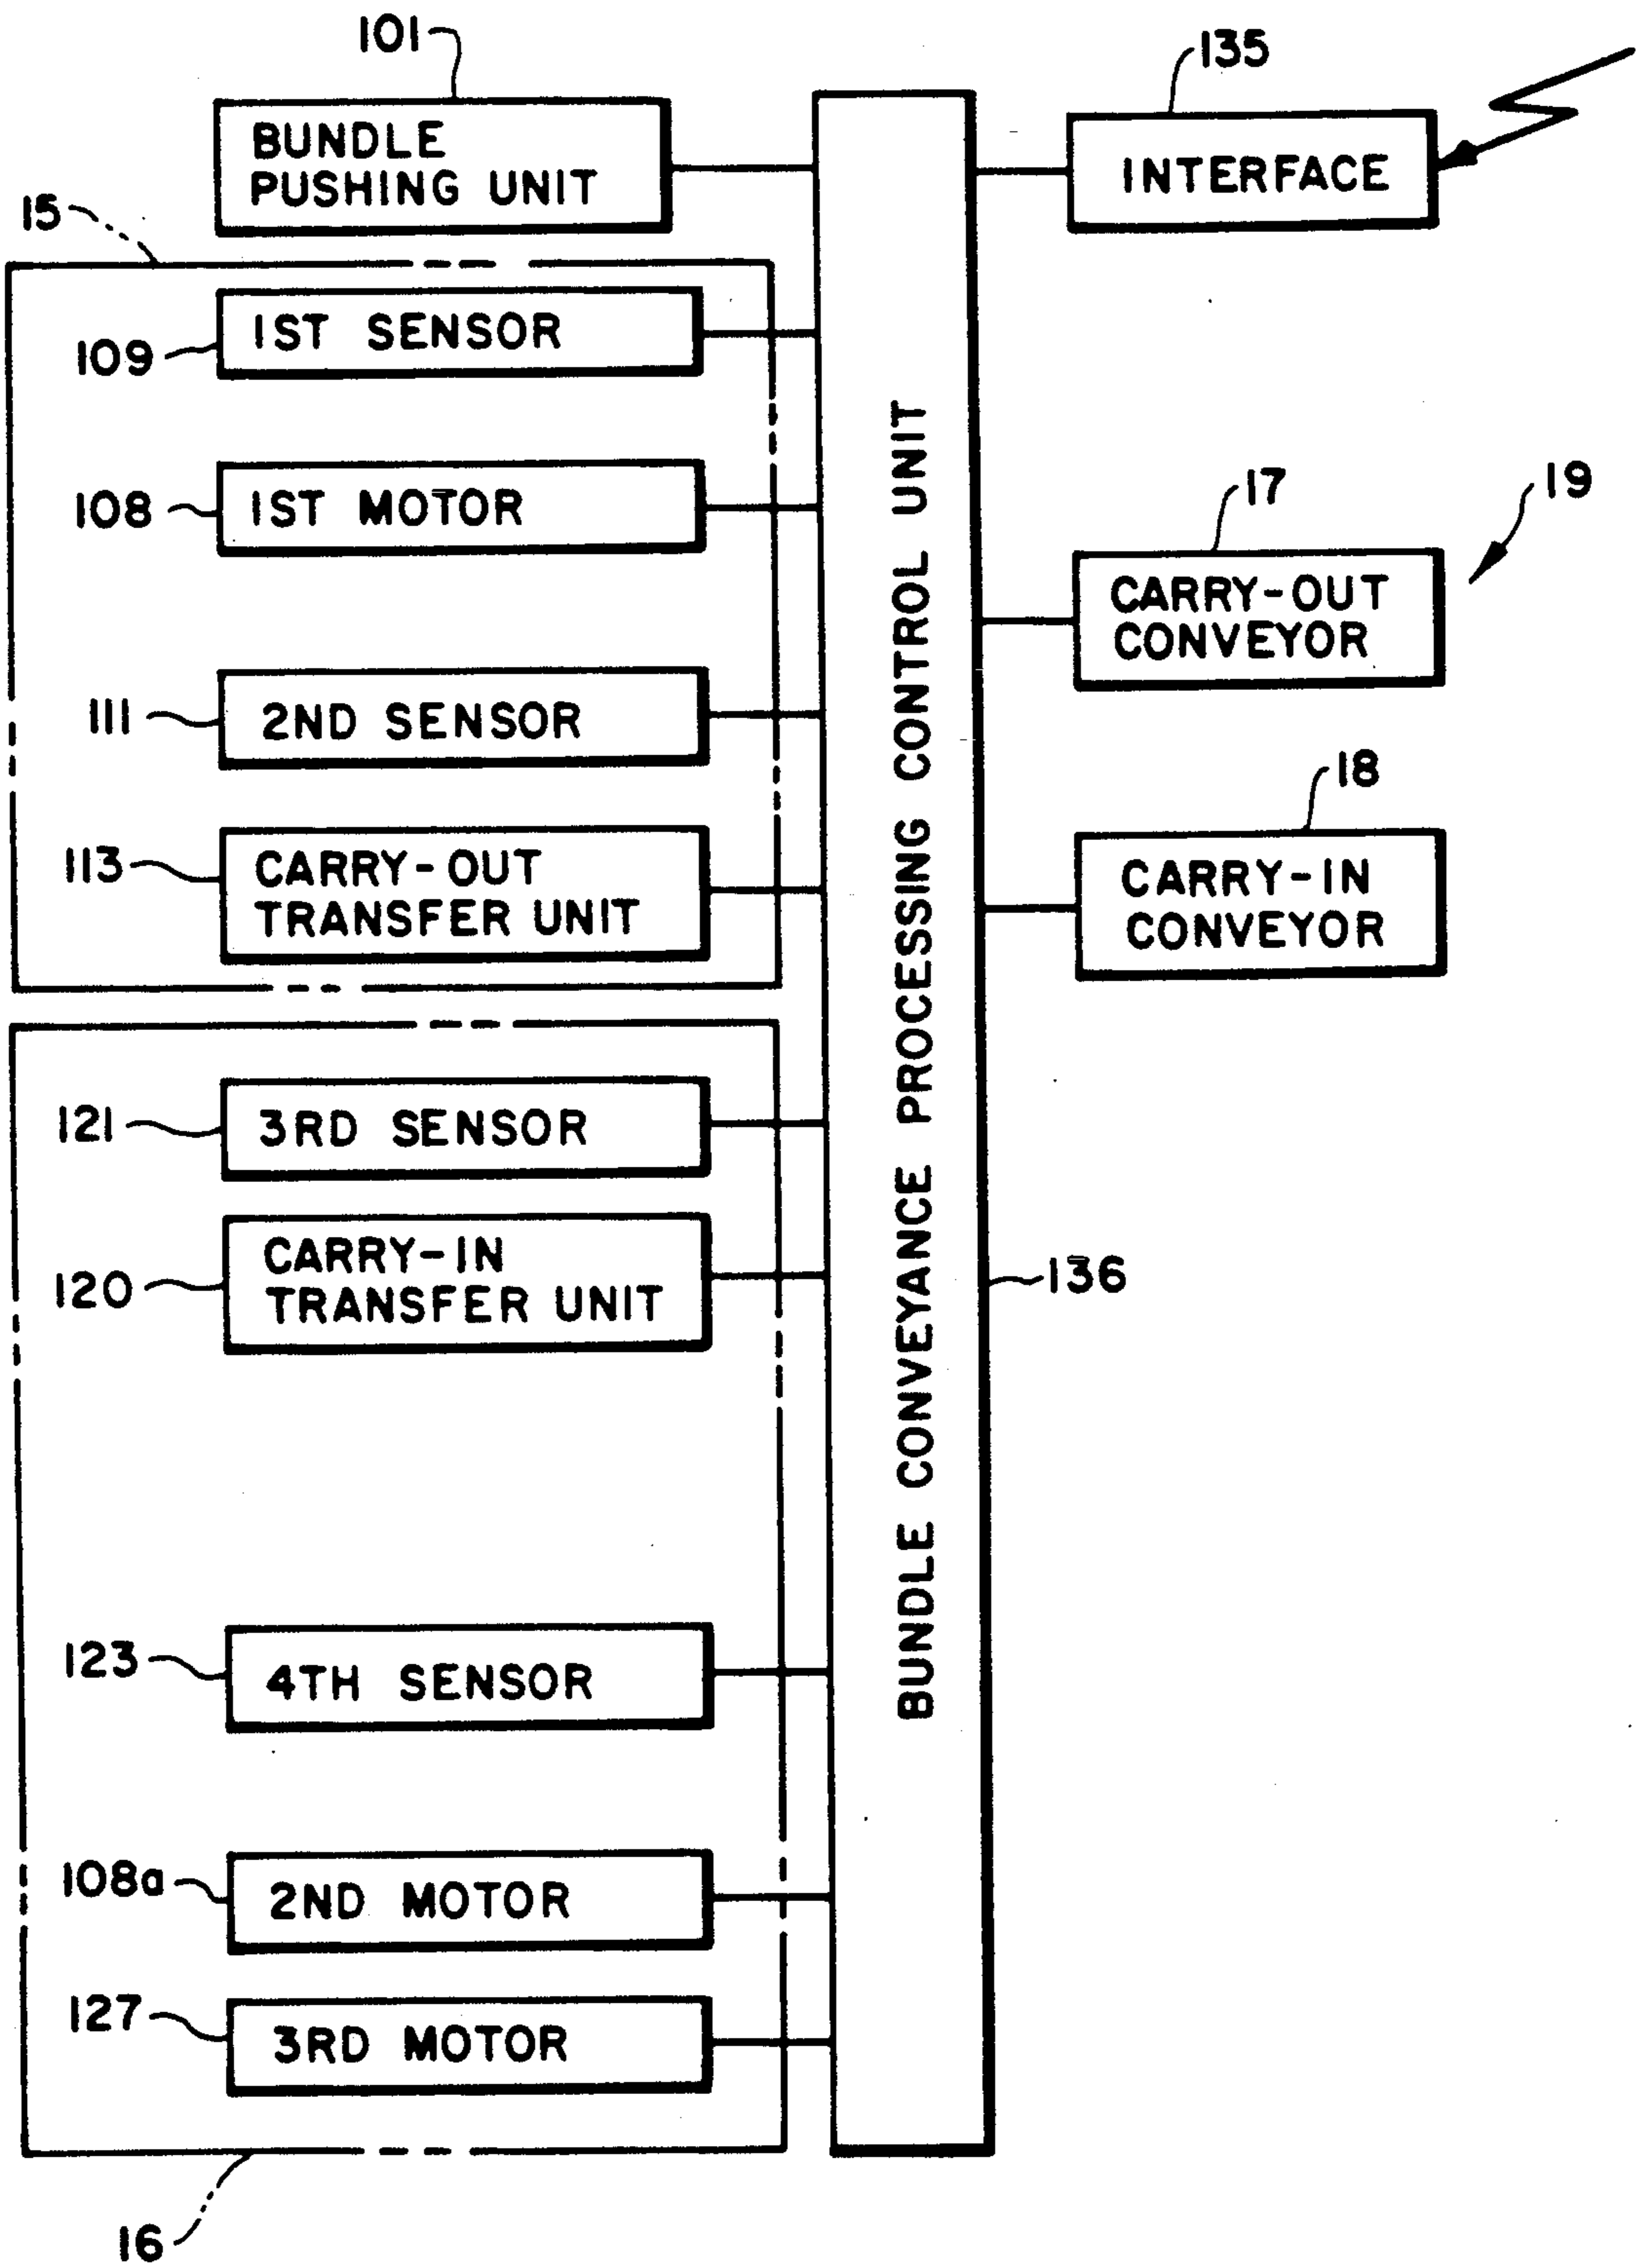 101
BUNDLE
PUSHING UNIT
135
INTERFACE
15
109
1ST SENSOR
108
1ST MOTOR
111
2ND SENSOR
113
CARRY-OUT
TRANSFER UNIT
121
3RD SENSOR
120
CARRY-IN
TRANSFER UNIT
123
4TH SENSOR
108a
2ND MOTOR
127
3RD MOTOR
16
BUNDLE CONVEYANCE PROCESSING CONTROL UNIT
136
17
19
CARRY-OUT
CONVEYOR
18
CARRY-IN
CONVEYOR